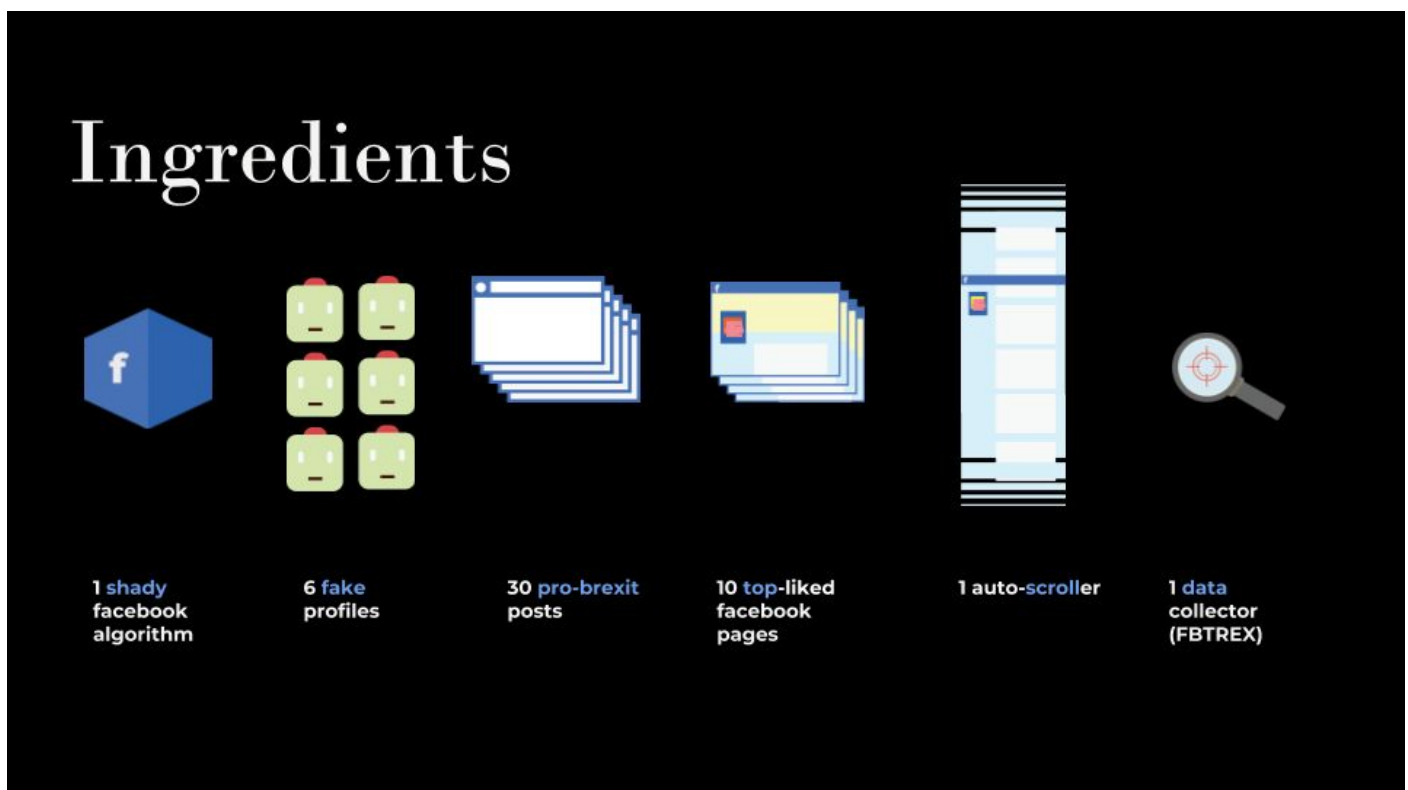 Ingredients
f
1 shady
facebook
algorithm
6 fake
profiles
30 pro-brexit
posts
10 top-liked
facebook
pages
1 auto-scroller
1 data
collector
(FBTREX)